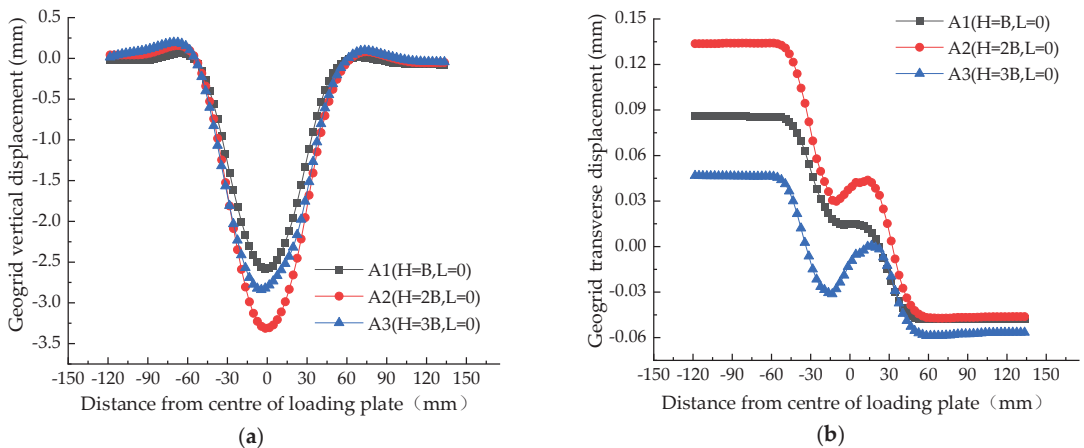 Geogrid vertical displacement (mm)
0.5
0.0
-0.5
-1.0
-1.5
-2.0
-2.5
-3.0
-3.5
A1(H=B,L=0)
A2(H=2B,L=0)
A3(H=3B,L=0)
-150 -120 -90 -60 -30 0 30 60 90 120 150
Distance from centre of loading plate（mm）
(a)
Geogrid transverse displacement (mm)
0.15
0.12
0.09
0.06
0.03
0.00
-0.03
-0.06
A1(H=B,L=0)
A2(H=2B,L=0)
A3(H=3B,L=0)
-150 -120 -90 -60 -30 0 30 60 90 120 150
Distance from centre of loading plate（mm）
(b)